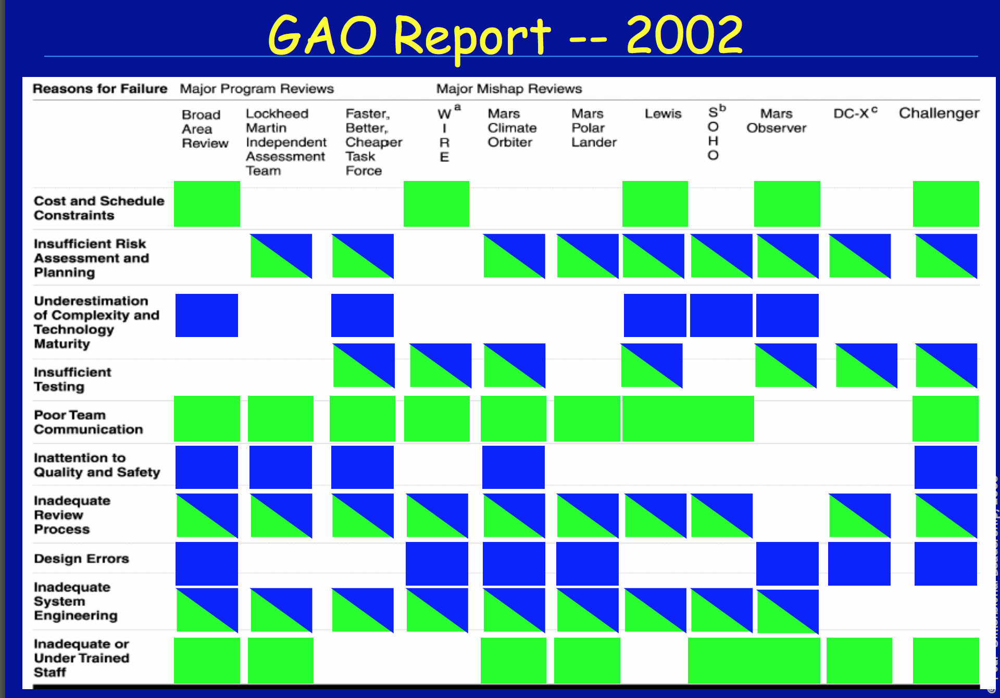 GAO Report -- 2002
Reasons for Failure Major Program Reviews Major Mishap Reviews
Broad
Area
Review
Lockheed
Martin
Independent
Assessment
Team
Faster,
Better,
Cheaper
Task
Force
W a
I
R
E
Mars
Climate
Orbiter
Mars
Polar
Lander
Lewis
S b
O
H
O
Mars
Observer
DC-X c
Challenger
Cost and Schedule
Constraints
Insufficient Risk
Assessment and
Planning
Underestimation
of Complexity and
Technology
Maturity
Insufficient
Testing
Poor Team
Communication
Inattention to
Quality and Safety
Inadequate
Review
Process
Design Errors
Inadequate
System
Engineering
Inadequate or
Under Trained
Staff